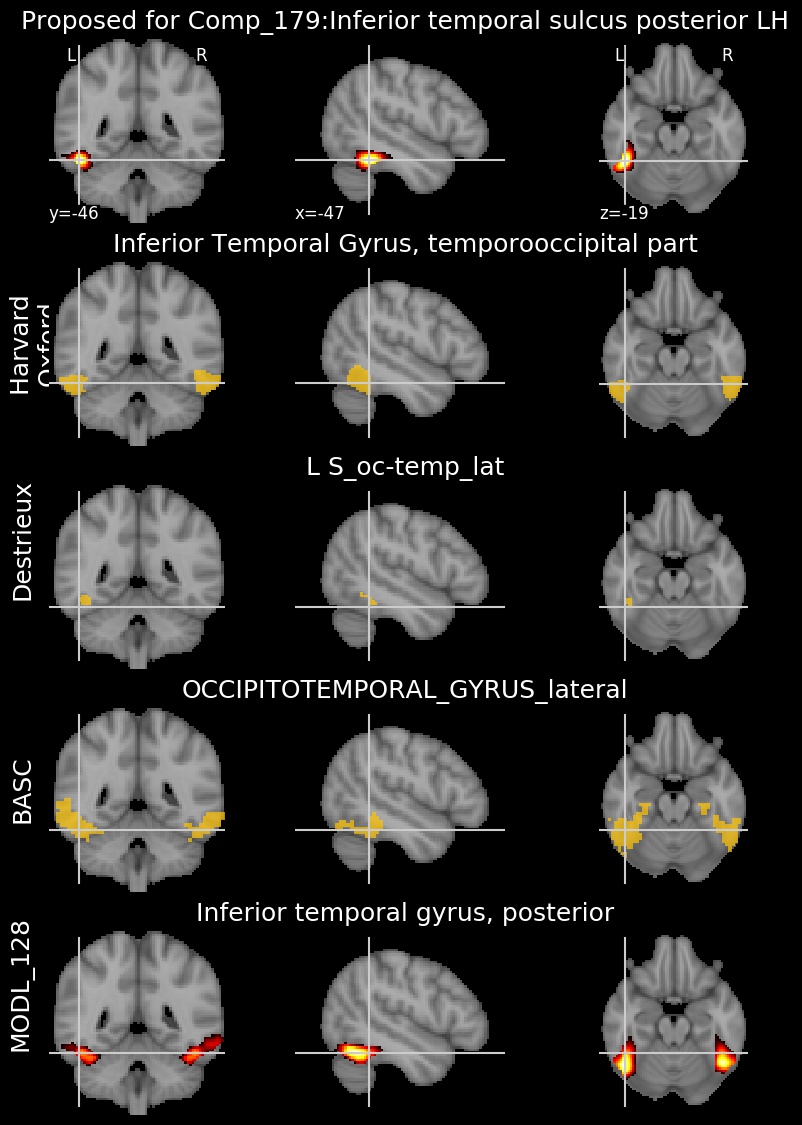 Proposed for Comp_179:Inferior temporal sulcus posterior LH
L R L R
y=-46 x=-47 z=-19
Inferior Temporal Gyrus, temporooccipital part
Harvard
Oxford
L S_oc-temp_lat
Destrieux
OCCIPITOTEMPORAL_GYRUS_lateral
BASC
Inferior temporal gyrus, posterior
MODL_128